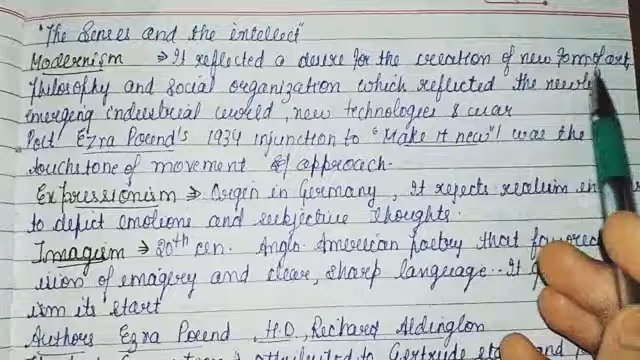 "The Senses and the intellect"
Modernism → It reflected a desire for the creation of new form of art,
Philosophy and social organization which reflected the newly
emerging industrial world, new technologies & war
Poet Ezra Pound's 1934 injunction to "Make it new"! was the
touchstone of movement approach.
Expressionism → Origin in Germany, It rejects realism
to depict emotions and subjective thoughts.
Imagism → 20th cen. Anglo American poetry that favored
of emagery and clear, sharp language.. It
ism its start
Authors Ezra Pound, H.D, Rechard Aldington
attributed to Gertrude